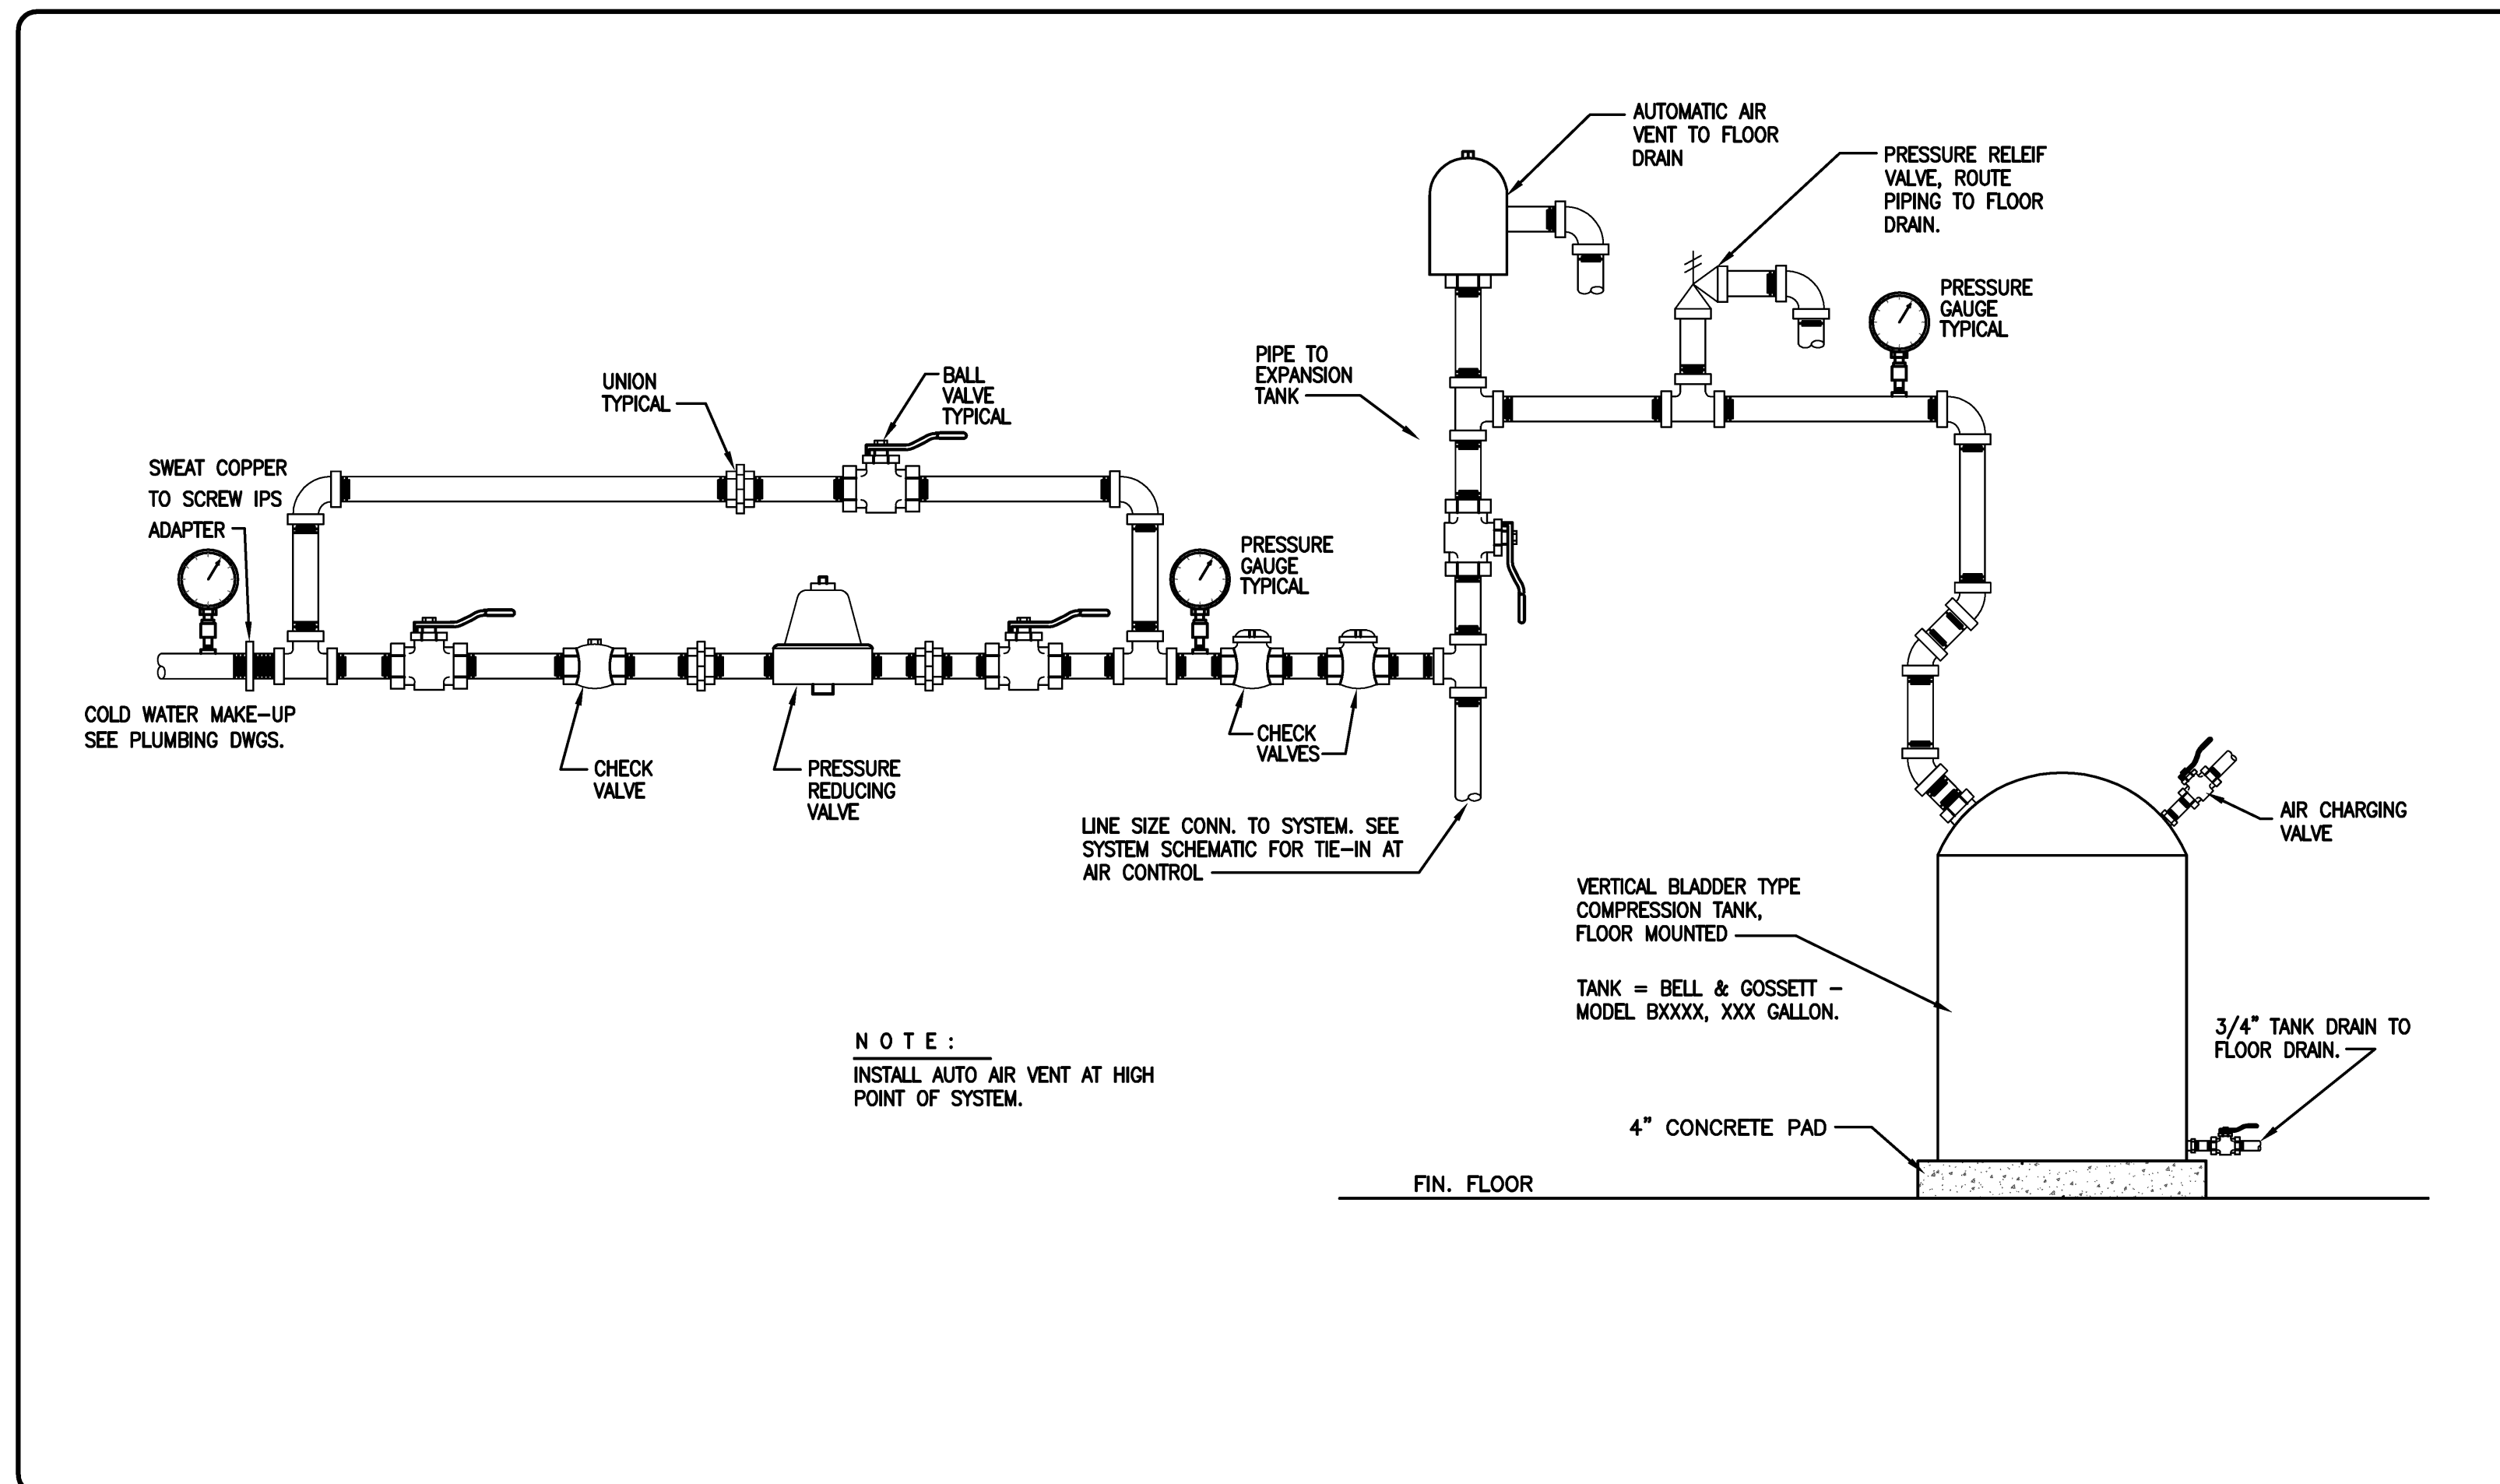 AUTOMATIC AIR
VENT TO FLOOR
DRAIN
PRESSURE RELEIF
VALVE, ROUTE
PIPING TO FLOOR
DRAIN.
PRESSURE
GAUGE
TYPICAL
PIPE TO
EXPANSION
TANK
UNION
TYPICAL
BALL
VALVE
TYPICAL
SWEAT COPPER
TO SCREW IPS
ADAPTER
PRESSURE
GAUGE
TYPICAL
COLD WATER MAKE-UP
SEE PLUMBING DWGS.
CHECK
VALVE
PRESSURE
REDUCING
VALVE
CHECK
VALVES
LINE SIZE CONN. TO SYSTEM. SEE
SYSTEM SCHEMATIC FOR TIE-IN AT
AIR CONTROL
AIR CHARGING
VALVE
VERTICAL BLADDER TYPE
COMPRESSION TANK,
FLOOR MOUNTED
TANK = BELL & GOSSETT -
MODEL BXXXX, XXX GALLON.
3/4" TANK DRAIN TO
FLOOR DRAIN.
N O T E :
INSTALL AUTO AIR VENT AT HIGH
POINT OF SYSTEM.
4" CONCRETE PAD
FIN. FLOOR